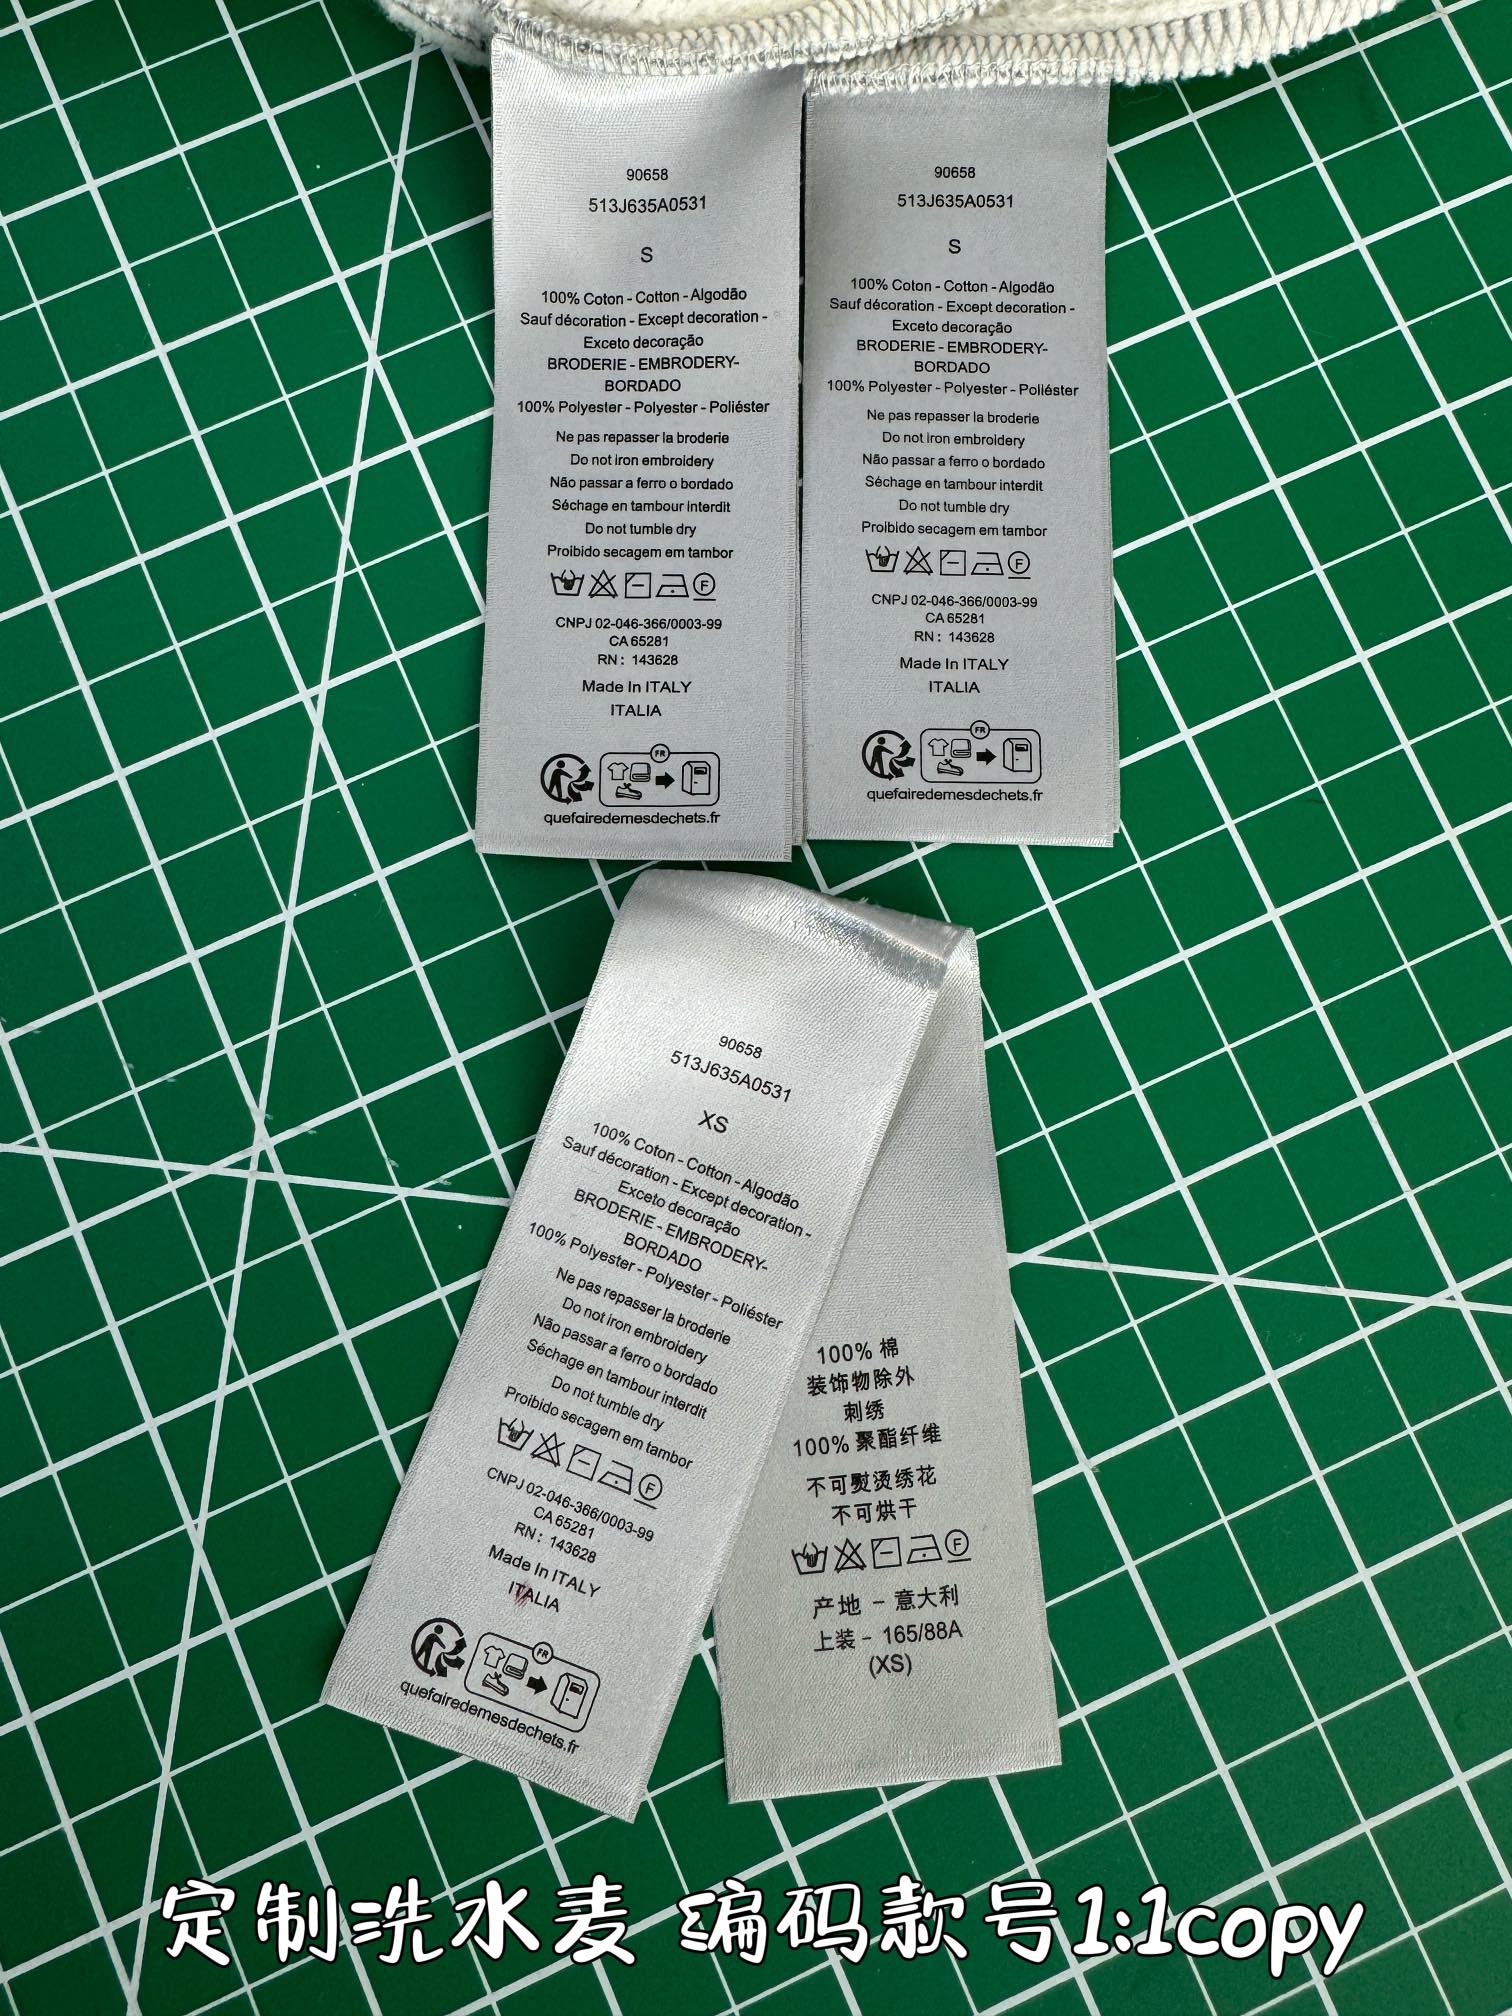 90658
513J635A0531
S
100% Coton - Cotton - Algodão
Sauf décoration - Except decoration -
Exceto decoração
BRODERIE - EMBRODERY-
BORDADO
100% Polyester - Polyester - Poliéster
Ne pas repasser la broderie
Do not iron embroidery
Não passar a ferro o bordado
Séchage en tambour interdit
Do not tumble dry
Proibido secagem em tambor
F
CNPJ 02-046-366/0003-99
CA 65281
RN : 143628
Made In ITALY
ITALIA
FR
quefairedemesdechets.fr
90658
513J635A0531
S
100% Coton - Cotton - Algodão
Sauf décoration - Except decoration -
Exceto decoração
BRODERIE - EMBRODERY-
BORDADO
100% Polyester - Polyester - Poliéster
Ne pas repasser la broderie
Do not iron embroidery
Não passar a ferro o bordado
Séchage en tambour interdit
Do not tumble dry
Proibido secagem em tambor
F
CNPJ 02-046-366/0003-99
CA 65281
RN : 143628
Made In ITALY
ITALIA
FR
quefairedemesdechets.fr
90658
513J635A0531
XS
100% Coton - Cotton - Algodão
Sauf décoration - Except decoration -
Exceto decoração
BRODERIE - EMBRODERY-
BORDADO
100% Polyester - Polyester - Poliéster
Ne pas repasser la broderie
Do not iron embroidery
Não passar a ferro o bordado
Séchage en tambour interdit
Do not tumble dry
Proibido secagem em tambor
F
CNPJ 02-046-366/0003-99
CA 65281
RN : 143628
Made In ITALY
ITALIA
FR
quefairedemesdechets.fr
100% 棉
装饰物除外
刺绣
100% 聚酯纤维
不可熨烫绣花
不可烘干
F
产地 - 意大利
上装 - 165/88A
(XS)
定制洗水麦 编码款号1:1copy